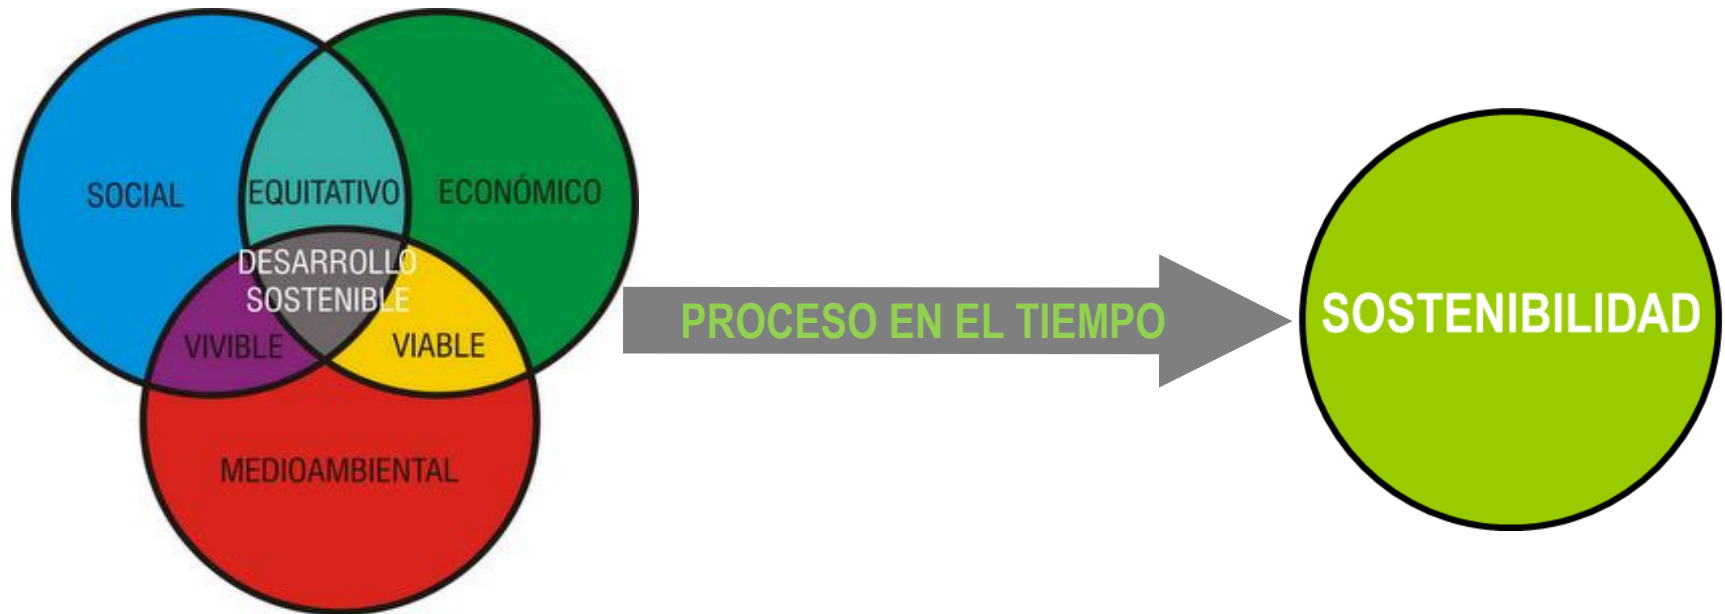 SOCIAL
EQUITATIVO
ECONÓMICO
DESARROLLO
SOSTENIBLE
VIVIBLE
VIABLE
MEDIOAMBIENTAL
PROCESO EN EL TIEMPO
SOSTENIBILIDAD